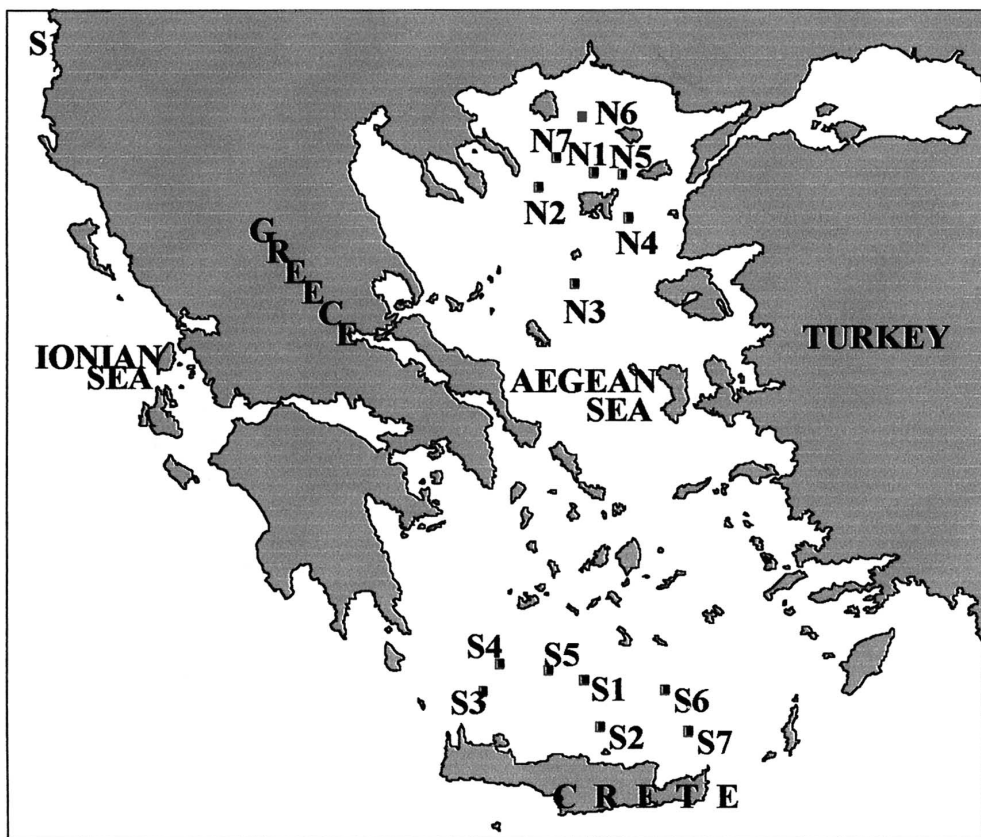 S
N6
N7
N1
N5
N2
N4
N3
GREECE
TURKEY
IONIAN
SEA
AEGEAN
SEA
S4
S5
S3
S1
S6
S2
S7
CRETE